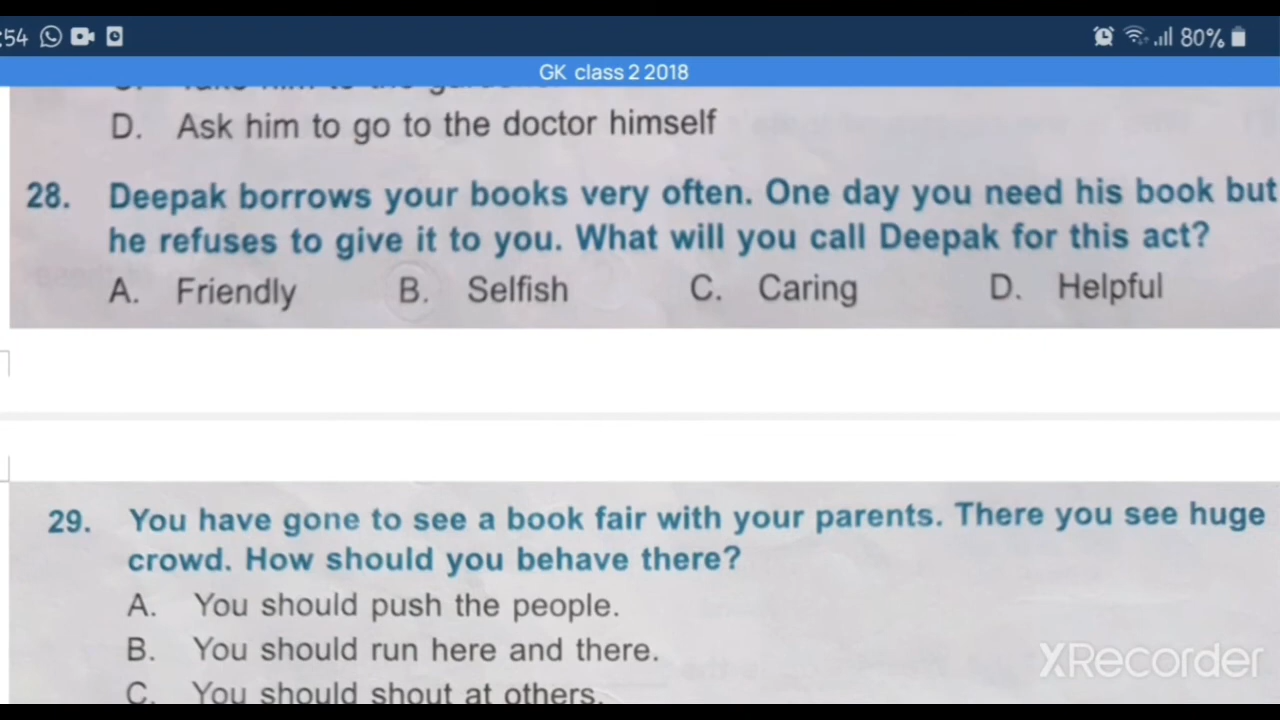 :54 80%
GK class 2 2018
D. Ask him to go to the doctor himself
28. Deepak borrows your books very often. One day you need his book but
he refuses to give it to you. What will you call Deepak for this act?
A. Friendly B. Selfish C. Caring D. Helpful
29. You have gone to see a book fair with your parents. There you see huge
crowd. How should you behave there?
A. You should push the people.
B. You should run here and there.
XRecorder
C. You should shout at others.